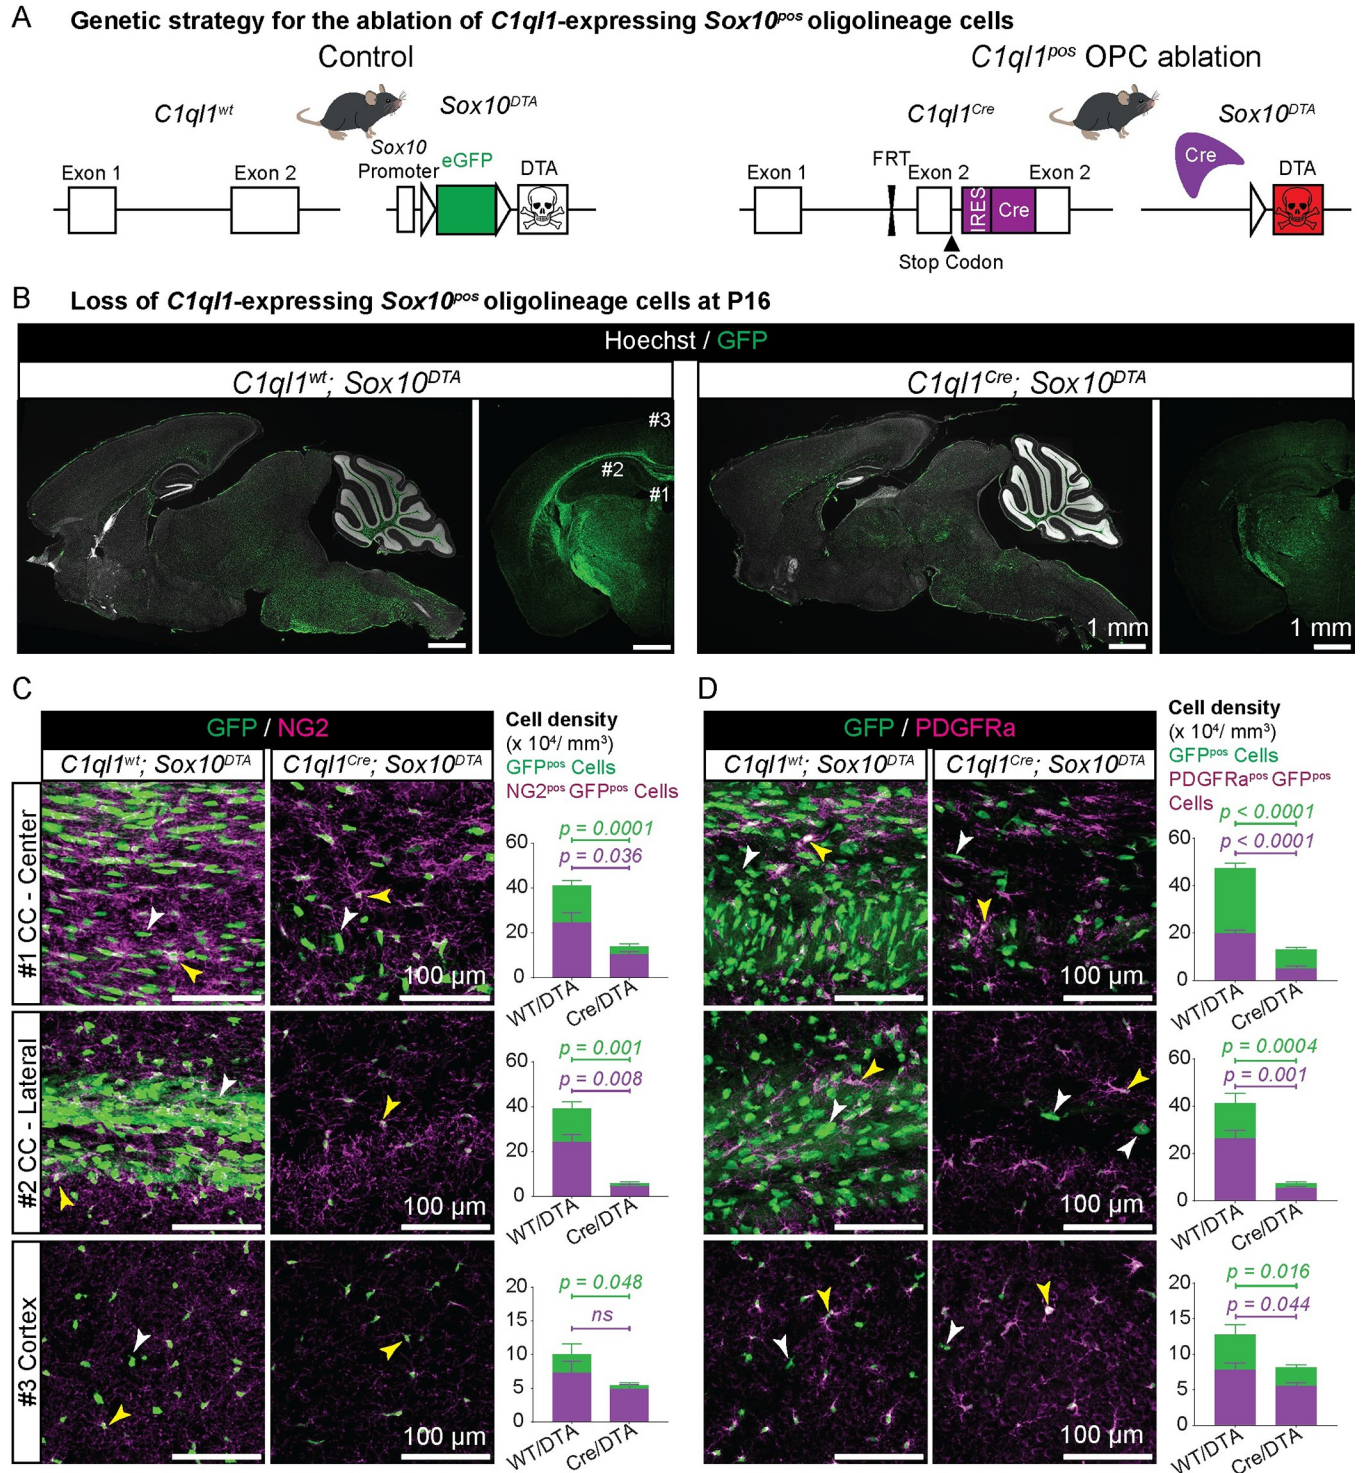 A Genetic strategy for the ablation of C1ql1-expressing Sox10pos oligolineage cells
Control
C1ql1pos OPC ablation
C1ql1wt
Sox10DTA
C1ql1Cre
Sox10DTA
Sox10
Promoter
eGFP
DTA
Exon 1
Exon 2
Exon 1
FRT
Exon 2
Exon 2
IRES
Cre
Cre
DTA
Stop Codon
B Loss of C1ql1-expressing Sox10pos oligolineage cells at P16
Hoechst / GFP
C1ql1wt; Sox10DTA
C1ql1Cre; Sox10DTA
#3
#2
#1
1 mm
1 mm
C
GFP / NG2
C1ql1wt; Sox10DTA
C1ql1Cre; Sox10DTA
Cell density
(x 10⁴/ mm³)
GFPpos Cells
NG2pos GFPpos Cells
#1 CC - Center
100 µm
p = 0.0001
p = 0.036
60
40
20
0
WT/DTA
Cre/DTA
#2 CC - Lateral
100 µm
p = 0.001
p = 0.008
60
40
20
0
WT/DTA
Cre/DTA
#3 Cortex
100 µm
p = 0.048
ns
20
15
10
5
0
WT/DTA
Cre/DTA
D
GFP / PDGFRa
C1ql1wt; Sox10DTA
C1ql1Cre; Sox10DTA
Cell density
(x 10⁴/ mm³)
GFPpos Cells
PDGFRapos GFPpos
Cells
100 µm
p < 0.0001
p < 0.0001
60
40
20
0
WT/DTA
Cre/DTA
100 µm
p = 0.0004
p = 0.001
60
40
20
0
WT/DTA
Cre/DTA
100 µm
p = 0.016
p = 0.044
20
15
10
5
0
WT/DTA
Cre/DTA